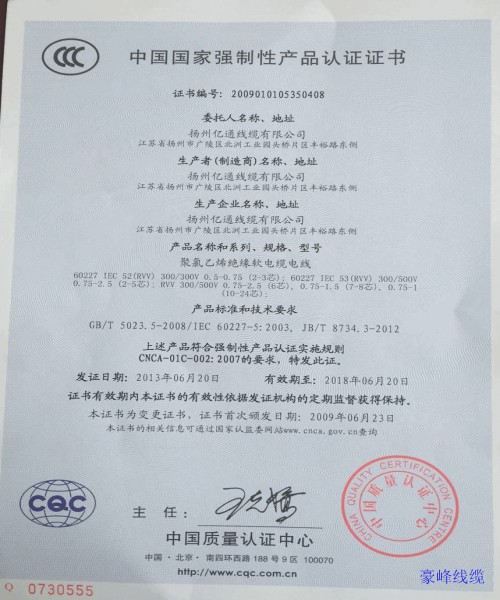 中国国家强制性产品认证证书
证书编号: 2009010105350408
委托人名称、地址
扬州亿通线缆有限公司
江苏省扬州市广陵区北洲工业园头桥片区丰裕路东侧
生产者(制造商)名称、地址
扬州亿通线缆有限公司
江苏省扬州市广陵区北洲工业园头桥片区丰裕路东侧
生产企业名称、地址
扬州亿通线缆有限公司
江苏省扬州市广陵区北洲工业园头桥片区丰裕路东侧
产品名称和系列、规格、型号
聚氯乙烯绝缘软电缆电线
60227 IEC 52(RVV) 300/300V 0.5-0.75 (2-3芯); 60227 IEC 53(RVV) 300/500V
0.75-2.5 (2-5芯); RVV 300/500V 0.75-2.5 (6芯), 0.75-1.5 (7-8芯), 0.75-1
(10-24芯);
产品标准和技术要求
GB/T 5023.5-2008/IEC 60227-5:2003, JB/T 8734.3-2012
上述产品符合强制性产品认证实施规则
CNCA-01C-002:2007的要求，特发此证。
发证日期: 2013年06月20日 有效期至: 2018年06月20日
证书有效期内本证书的有效性依据发证机构的定期监督获得保持。
本证书为变更证书，证书首次颁发日期: 2009年06月23日
本证书的相关信息可通过国家认监委网站www.cnca.gov.cn查询
CQC
主任:
CHINA QUALITY CERTIFICATION CENTRE
中国质量认证中心
中国质量认证中心
中国·北京·南四环西路188号9区 100070
http://www.cqc.com.cn
Q 0730555
豪峰线缆